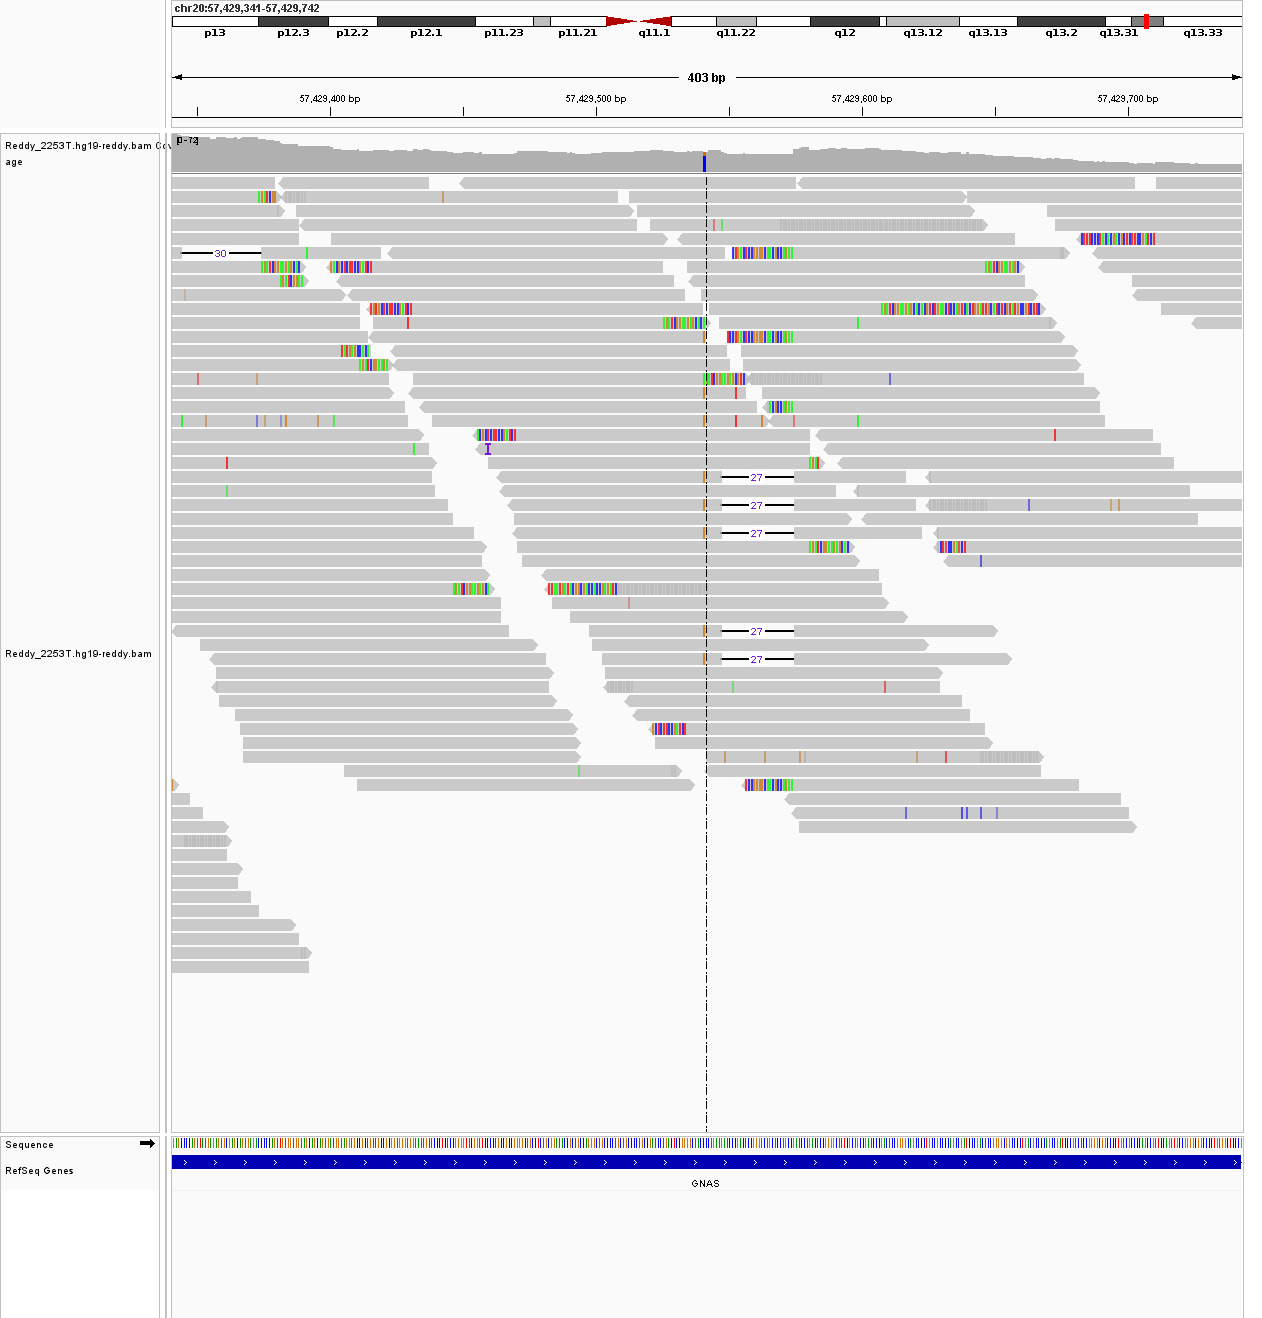 chr20:57,429,341-57,429,742
p13 p12.3 p12.2 p12.1 p11.23 p11.21 q11.1 q11.22 q12 q13.12 q13.13 q13.2 q13.31 q13.33
403 bp
57,429,400 bp 57,429,500 bp 57,429,600 bp 57,429,700 bp
Reddy_2253T.hg19-reddy.bam Cov
age
[0-72]
30
27
27
27
27
Reddy_2253T.hg19-reddy.bam
27
Sequence
RefSeq Genes
GNAS